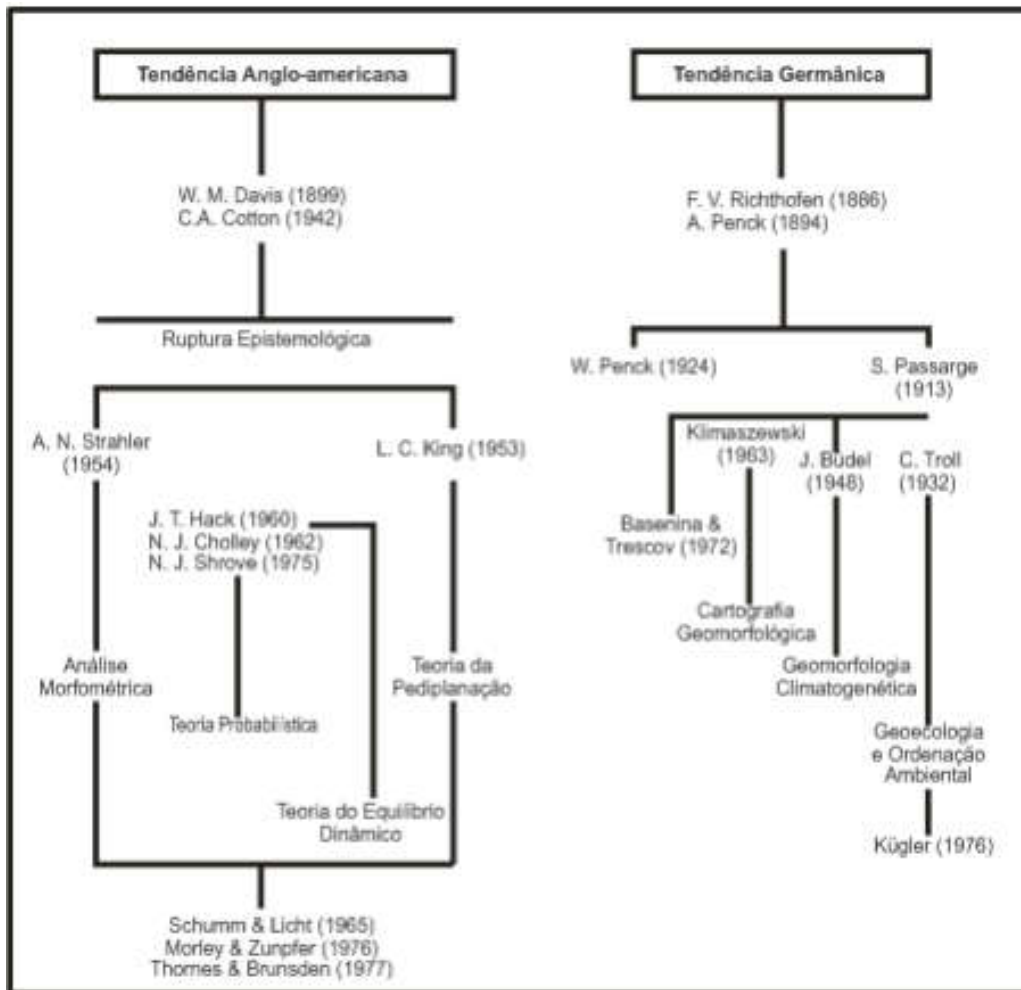 Tendência Anglo-americana
W. M. Davis (1899)
C.A. Cotton (1942)
Ruptura Epistemológica
A. N. Strahler
(1954)
L. C. King (1953)
J. T. Hack (1960)
N. J. Cholley (1962)
N. J. Shrove (1975)
Análise
Morfométrica
Teoria da
Pediplanação
Teoria Probabilística
Teoria do Equilíbrio
Dinâmico
Schumm & Licht (1965)
Morley & Zunpfer (1976)
Thomes & Brunsden (1977)
Tendência Germânica
F. V. Richthofen (1886)
A. Penck (1894)
W. Penck (1924)
S. Passarge
(1913)
Klimaszewski
(1963)
J. Büdel
(1948)
C. Troll
(1932)
Basenina &
Trescov (1972)
Cartografia
Geomorfológica
Geomorfologia
Climatogenética
Geoecologia
e Ordenação
Ambiental
Kügler (1976)